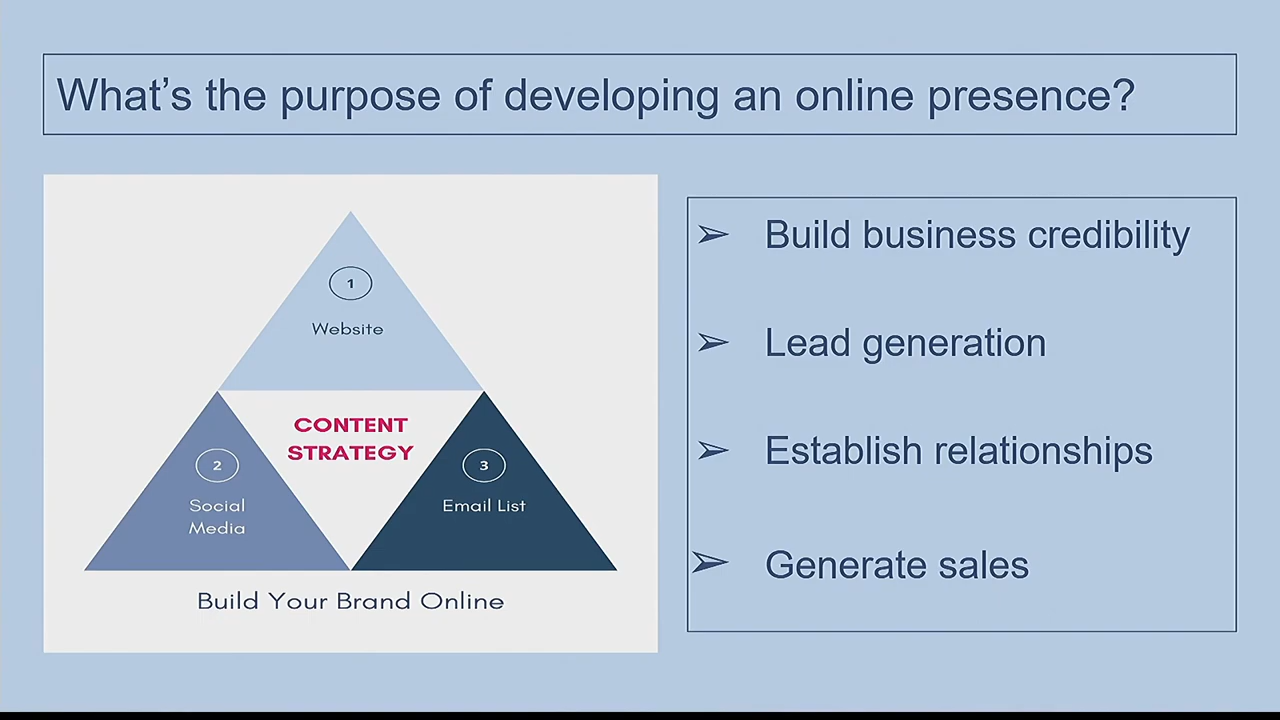 What’s the purpose of developing an online presence?
1
Website
CONTENT
STRATEGY
2
Social
Media
3
Email List
Build Your Brand Online
➢ Build business credibility
➢ Lead generation
➢ Establish relationships
➢ Generate sales